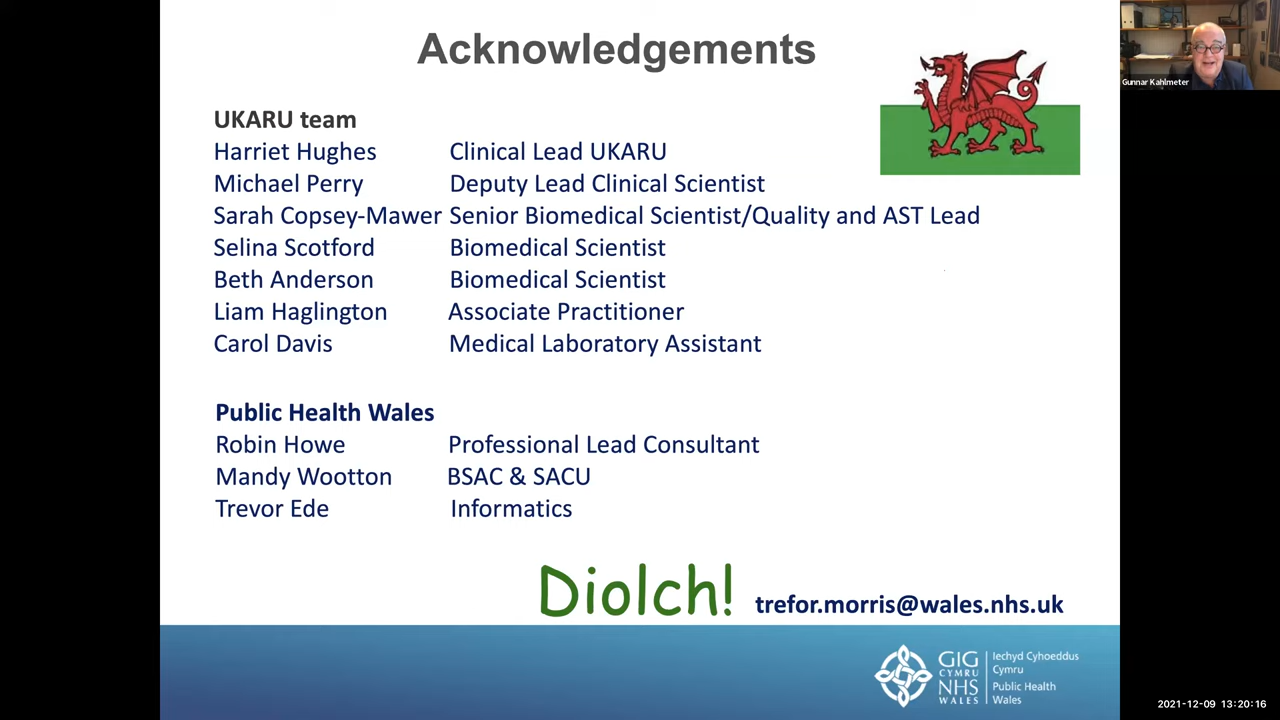 Acknowledgements
Gunnar Kahlmeter
UKARU team
Harriet Hughes Clinical Lead UKARU
Michael Perry Deputy Lead Clinical Scientist
Sarah Copsey-Mawer Senior Biomedical Scientist/Quality and AST Lead
Selina Scotford Biomedical Scientist
Beth Anderson Biomedical Scientist
Liam Haglington Associate Practitioner
Carol Davis Medical Laboratory Assistant
Public Health Wales
Robin Howe Professional Lead Consultant
Mandy Wootton BSAC & SACU
Trevor Ede Informatics
Diolch! trefor.morris@wales.nhs.uk
GIG
CYMRU
NHS
WALES
Iechyd Cyhoeddus
Cymru
Public Health
Wales
2021-12-09 13:20:16